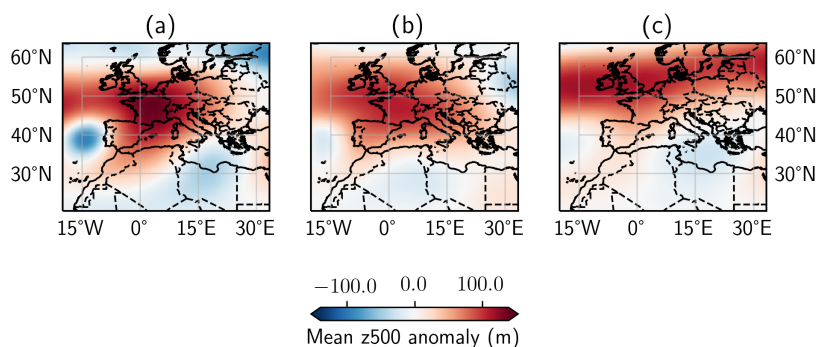 (a) (b) (c)
60°N 60°N
50°N 50°N
40°N 40°N
30°N 30°N
15°W 0° 15°E 30°E 15°W 0° 15°E 30°E 15°W 0° 15°E 30°E
−100.0 0.0 100.0
Mean z500 anomaly (m)